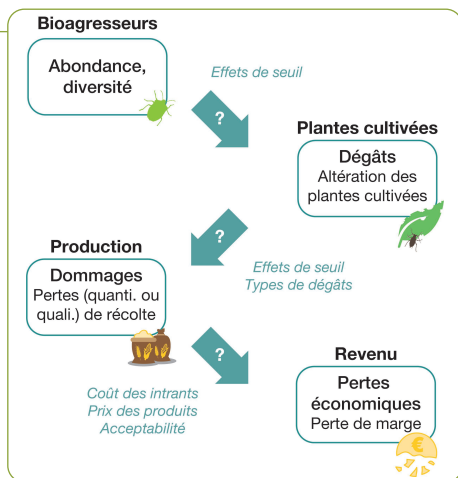 Bioagresseurs
Abondance,
diversité
Effets de seuil
?
Plantes cultivées
Dégâts
Altération des
plantes cultivées
?
Production
Dommages
Pertes (quanti. ou
quali.) de récolte
Effets de seuil
Types de dégâts
?
Coût des intrants
Prix des produits
Acceptabilité
Revenu
Pertes
économiques
Perte de marge
€